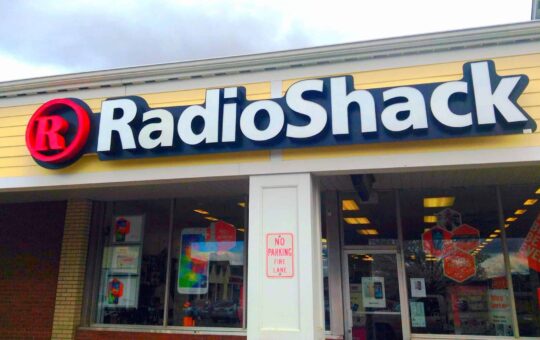 R RadioShack
NO
PARKING
FIRE
LANE